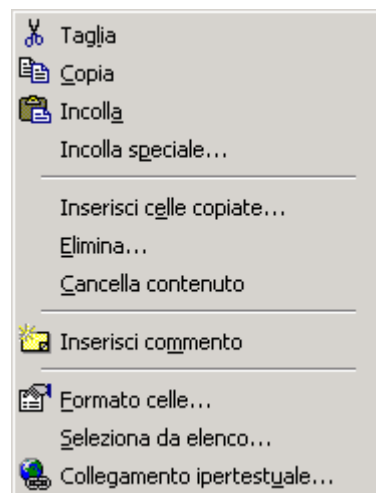 Taglia
Copia
Incolla
Incolla speciale...
Inserisci celle copiate...
Elimina...
Cancella contenuto
Inserisci commento
Formato celle...
Seleziona da elenco...
Collegamento ipertestuale...